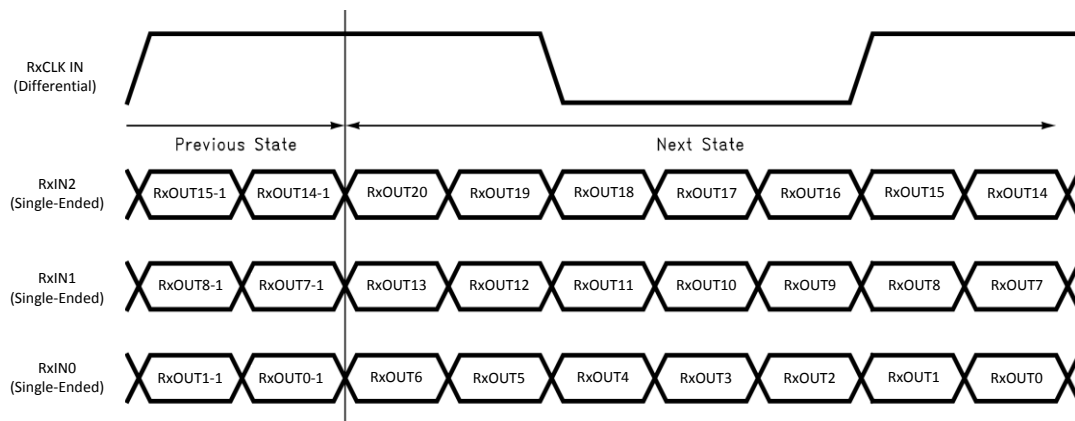 RxCLK IN
(Differential)
Previous State
Next State
RxIN2
(Single-Ended)
RxOUT15-1 RxOUT14-1 RxOUT20 RxOUT19 RxOUT18 RxOUT17 RxOUT16 RxOUT15 RxOUT14
RxIN1
(Single-Ended)
RxOUT8-1 RxOUT7-1 RxOUT13 RxOUT12 RxOUT11 RxOUT10 RxOUT9 RxOUT8 RxOUT7
RxIN0
(Single-Ended)
RxOUT1-1 RxOUT0-1 RxOUT6 RxOUT5 RxOUT4 RxOUT3 RxOUT2 RxOUT1 RxOUT0